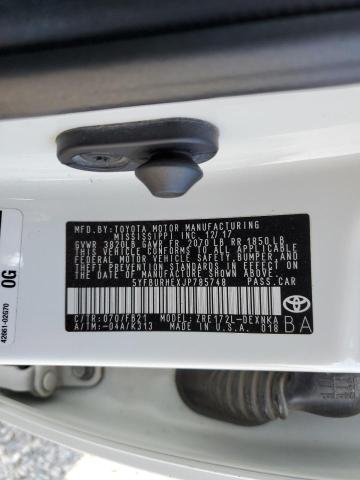 MFD.BY:TOYOTA MOTOR MANUFACTURING
MISSISSIPPI INC. 12/17
GVWR 3820LB GAWR FR 2070LB RR 1850LB
THIS VEHICLE CONFORMS TO ALL APPLICABLE
FEDERAL MOTOR VEHICLE SAFETY, BUMPER, AND
THEFT PREVENTION STANDARDS IN EFFECT ON
THE DATE OF MANUFACTURE SHOWN ABOVE.
5YFBURHEXJP785748 PASS.CAR
C/TR:070/FB21 MODEL:ZRE172L-DEXNKA
A/TM:-04A/K313 MADE IN U.S.A. 018
BA
0G
42661-02G70